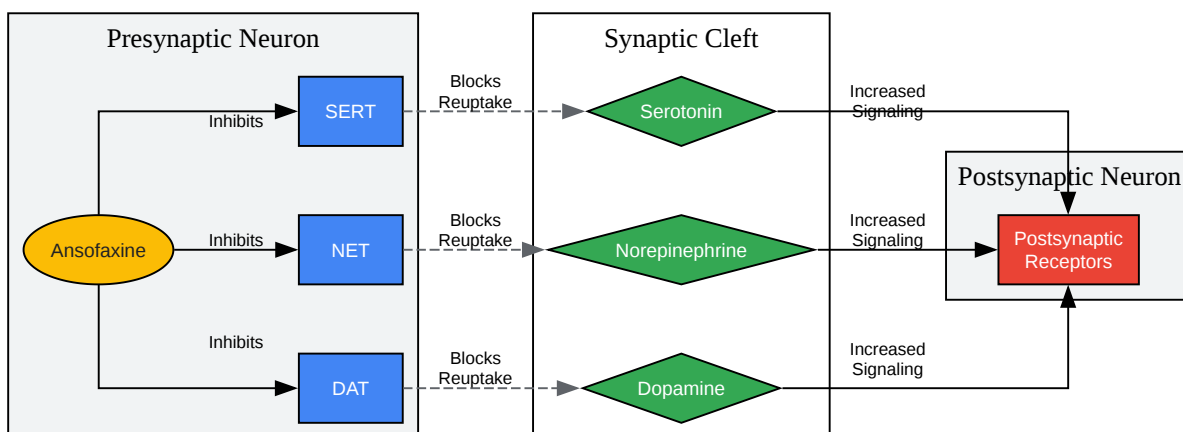 Presynaptic Neuron
Synaptic Cleft
Blocks
Reuptake
Increased
Signaling
SERT
Serotonin
Inhibits
Postsynaptic Neuron
Ansofaxine
Inhibits
NET
Blocks
Reuptake
Norepinephrine
Increased
Signaling
Postsynaptic
Receptors
Inhibits
DAT
Blocks
Reuptake
Dopamine
Increased
Signaling